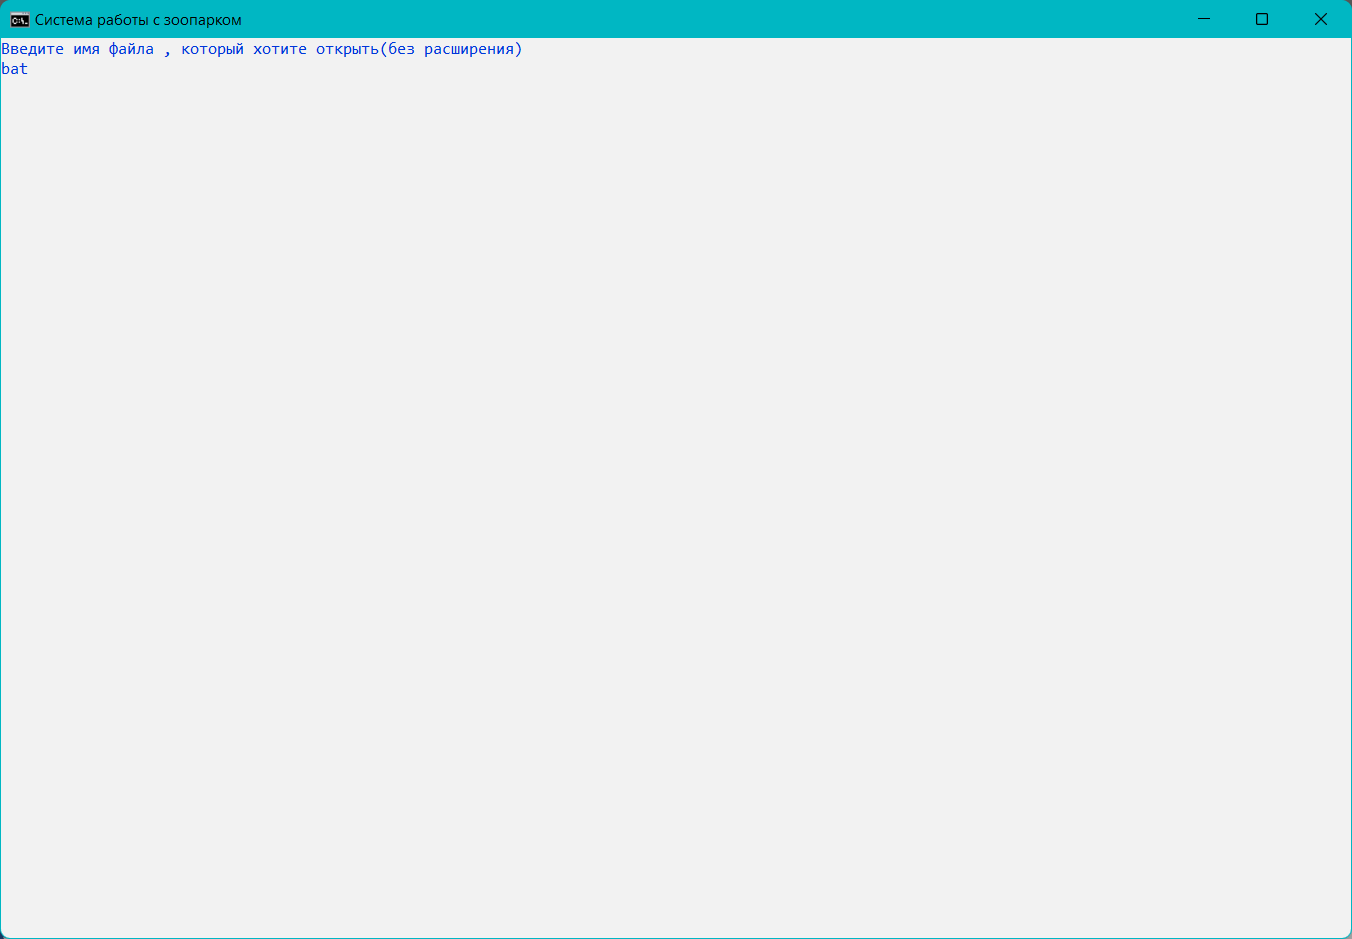 C:\.
Система работы с зоопарком
Введите имя файла , который хотите открыть(без расширения)
bat